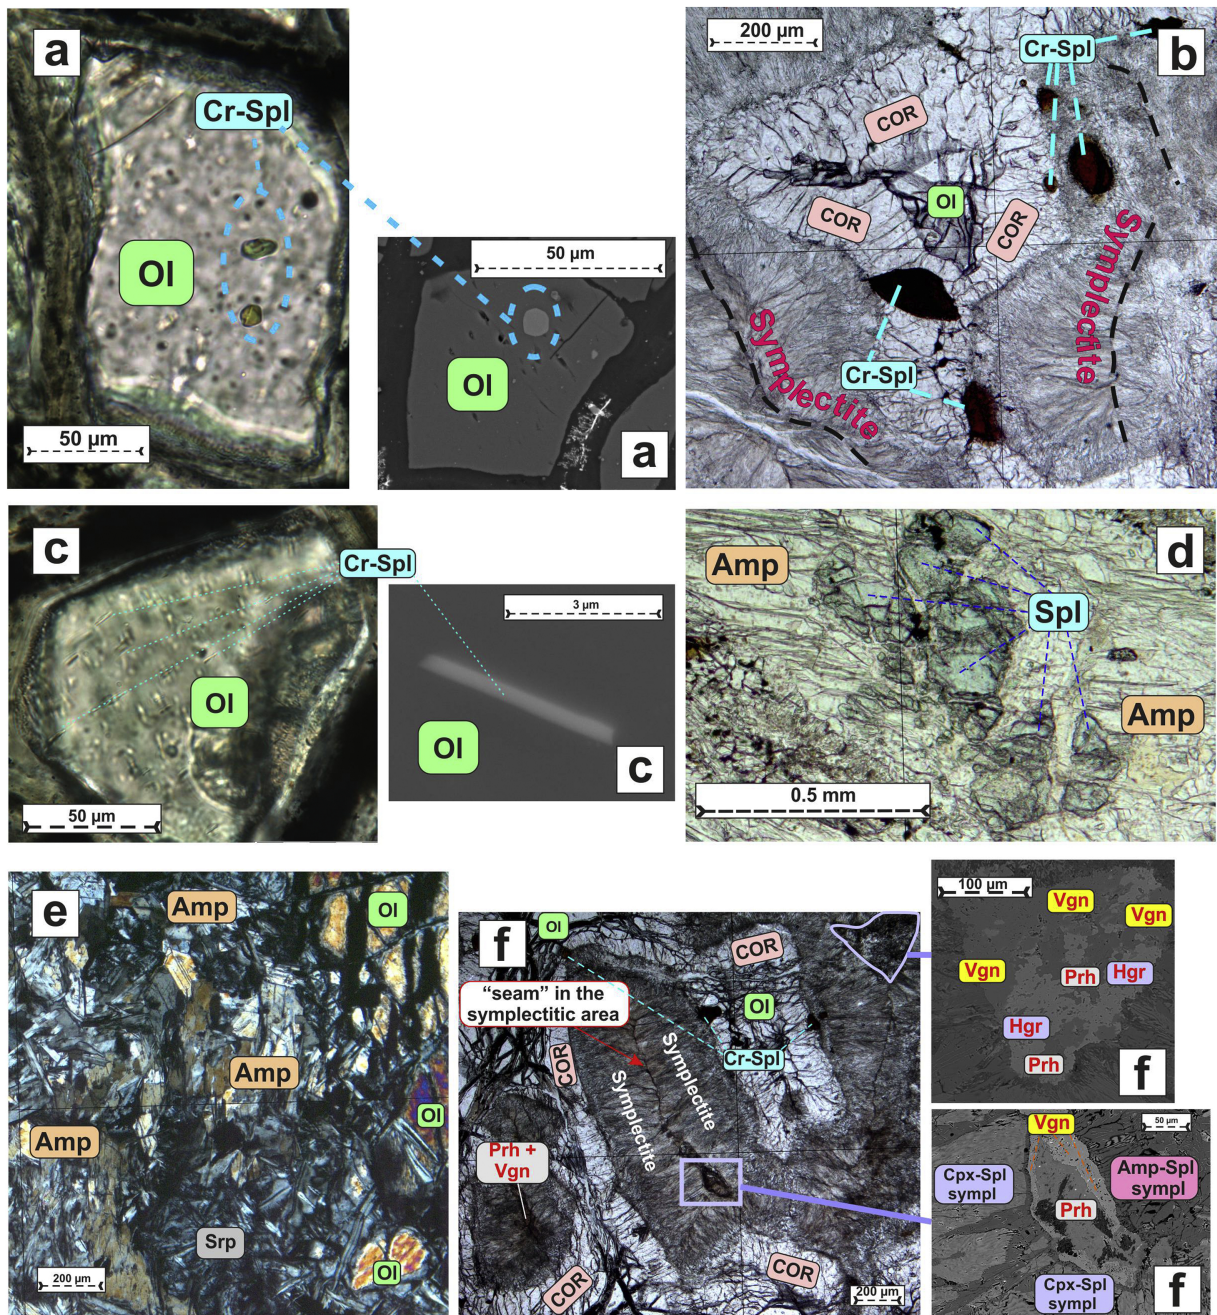 a
Cr-Spl
Ol
50 µm
50 µm
Ol
a
200 µm
Cr-Spl
b
COR
Ol
COR
COR
Symplectite
Symplectite
Cr-Spl
c
Cr-Spl
Ol
50 µm
3 µm
Ol
c
d
Amp
Spl
Amp
0.5 mm
e
Amp
Ol
Amp
Ol
Amp
Srp
Ol
200 µm
f
Ol
COR
“seam” in the
symplectitic area
Ol
Cr-Spl
COR
Symplectite
Symplectite
Prh +
Vgn
COR
COR
200 µm
100 µm
Vgn
Vgn
Vgn
Prh
Hgr
Hgr
Prh
f
Vgn
50 µm
Cpx-Spl
sympl
Amp-Spl
sympl
Prh
Cpx-Spl
sympl
f